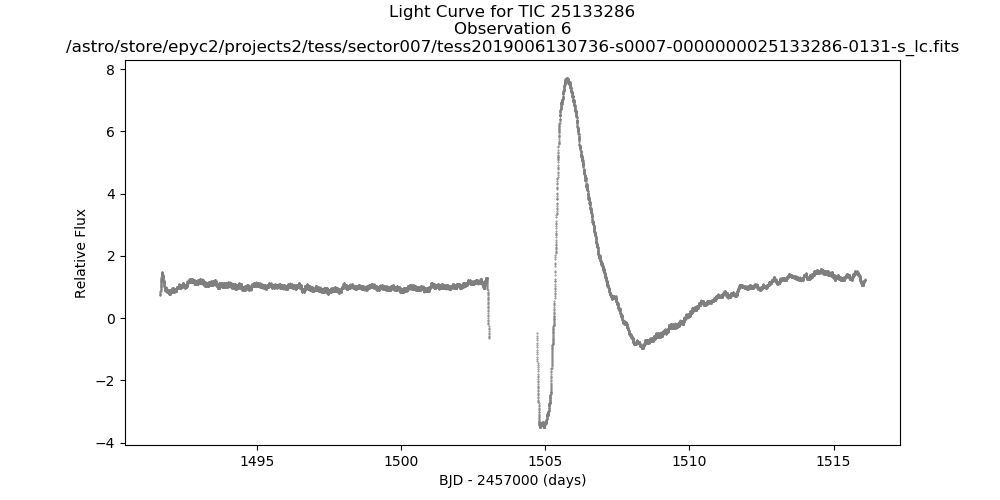 Light Curve for TIC 25133286
Observation 6
/astro/store/epyc2/projects2/tess/sector007/tess2019006130736-s0007-0000000025133286-0131-s_lc.fits
8
6
4
2
0
−2
−4
Relative Flux
1495 1500 1505 1510 1515
BJD - 2457000 (days)